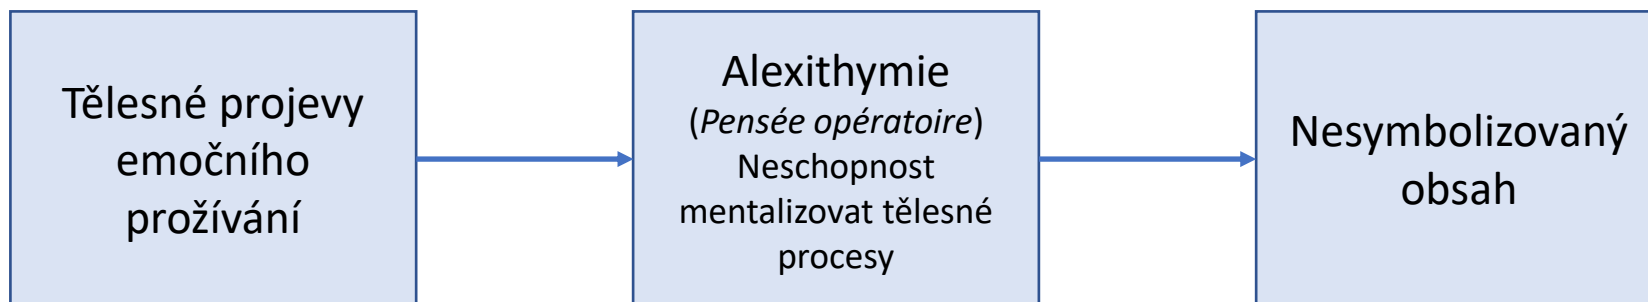 Tělesné projevy
emočního
prožívání
Alexithymie
(Pensée opératoire)
Neschopnost
mentalizovat tělesné
procesy
Nesymbolizovaný
obsah